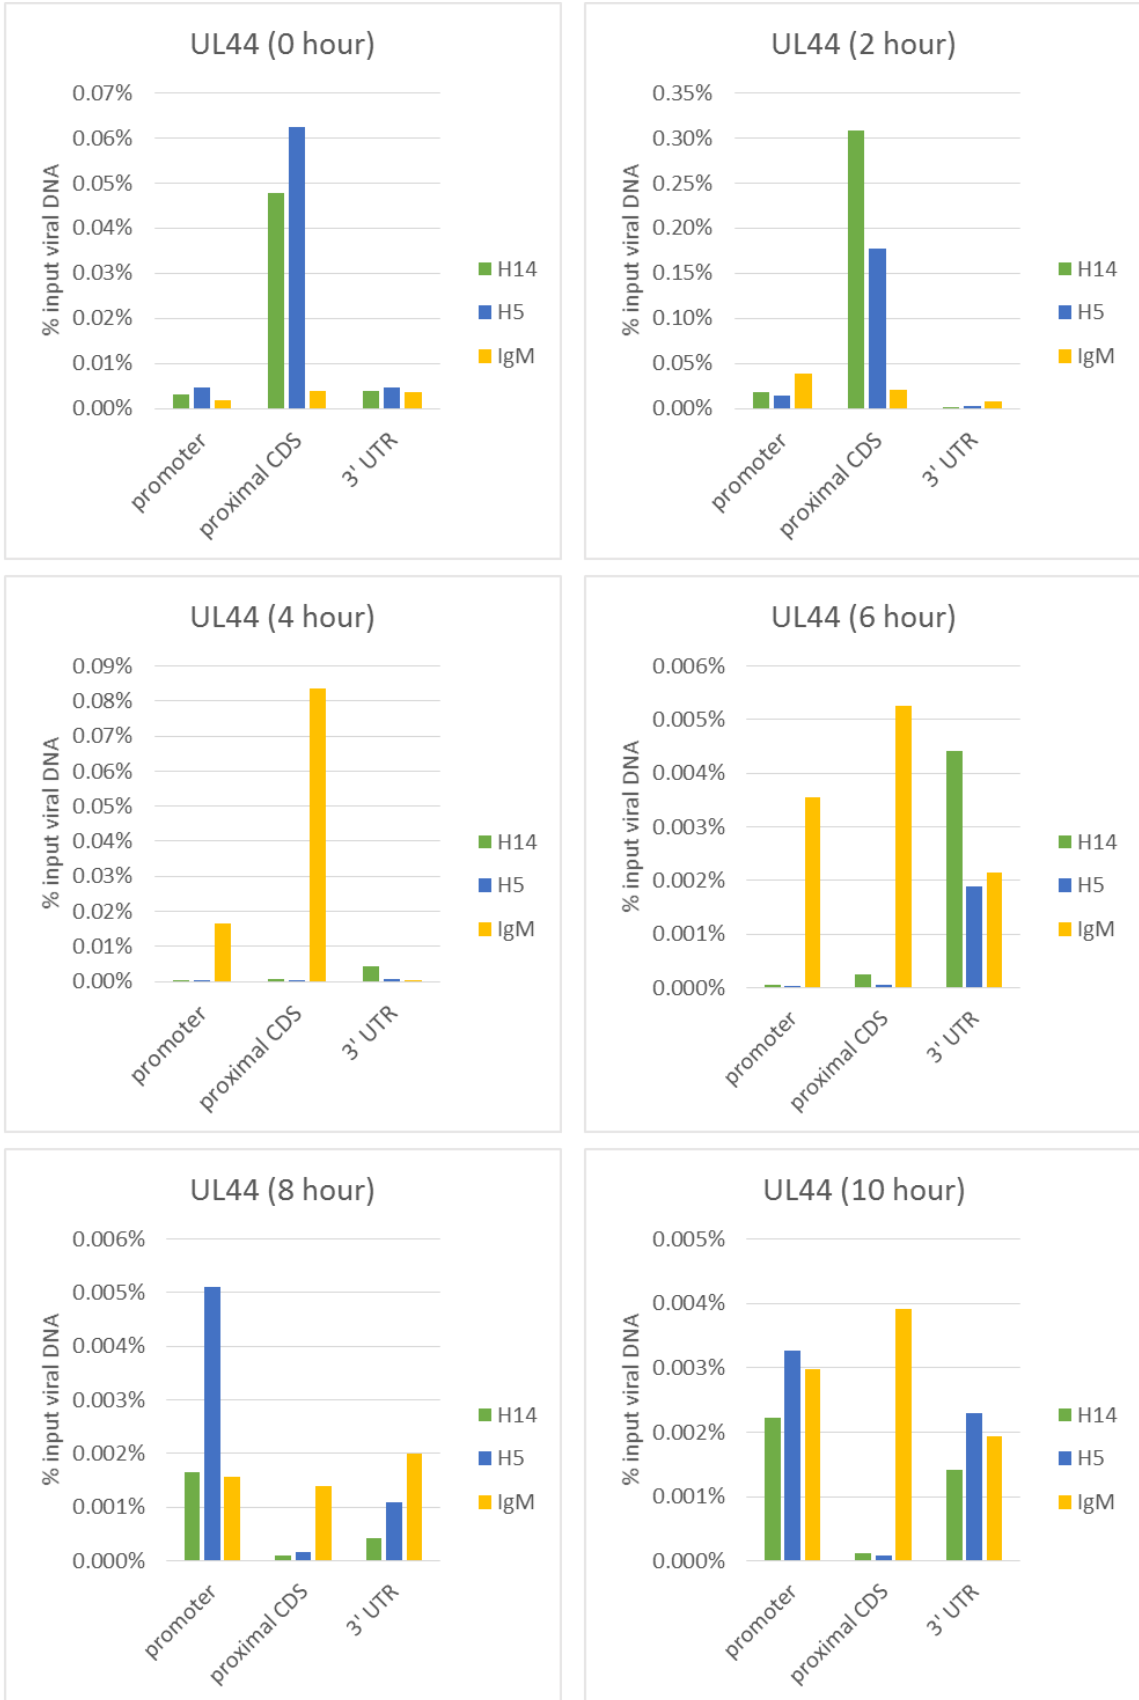 UL44 (0 hour)
% input viral DNA
0.07%
0.06%
0.05%
0.04%
0.03%
0.02%
0.01%
0.00%
promoter
proximal CDS
3' UTR
H14
H5
IgM
UL44 (2 hour)
% input viral DNA
0.35%
0.30%
0.25%
0.20%
0.15%
0.10%
0.05%
0.00%
promoter
proximal CDS
3' UTR
H14
H5
IgM
UL44 (4 hour)
% input viral DNA
0.09%
0.08%
0.07%
0.06%
0.05%
0.04%
0.03%
0.02%
0.01%
0.00%
promoter
proximal CDS
3' UTR
H14
H5
IgM
UL44 (6 hour)
% input viral DNA
0.006%
0.005%
0.004%
0.003%
0.002%
0.001%
0.000%
promoter
proximal CDS
3' UTR
H14
H5
IgM
UL44 (8 hour)
% input viral DNA
0.006%
0.005%
0.004%
0.003%
0.002%
0.001%
0.000%
promoter
proximal CDS
3' UTR
H14
H5
IgM
UL44 (10 hour)
% input viral DNA
0.005%
0.004%
0.003%
0.002%
0.001%
0.000%
promoter
proximal CDS
3' UTR
H14
H5
IgM